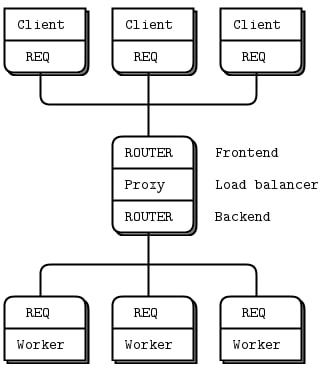 Client Client Client
REQ REQ REQ
ROUTER Frontend
Proxy Load balancer
ROUTER Backend
REQ REQ REQ
Worker Worker Worker